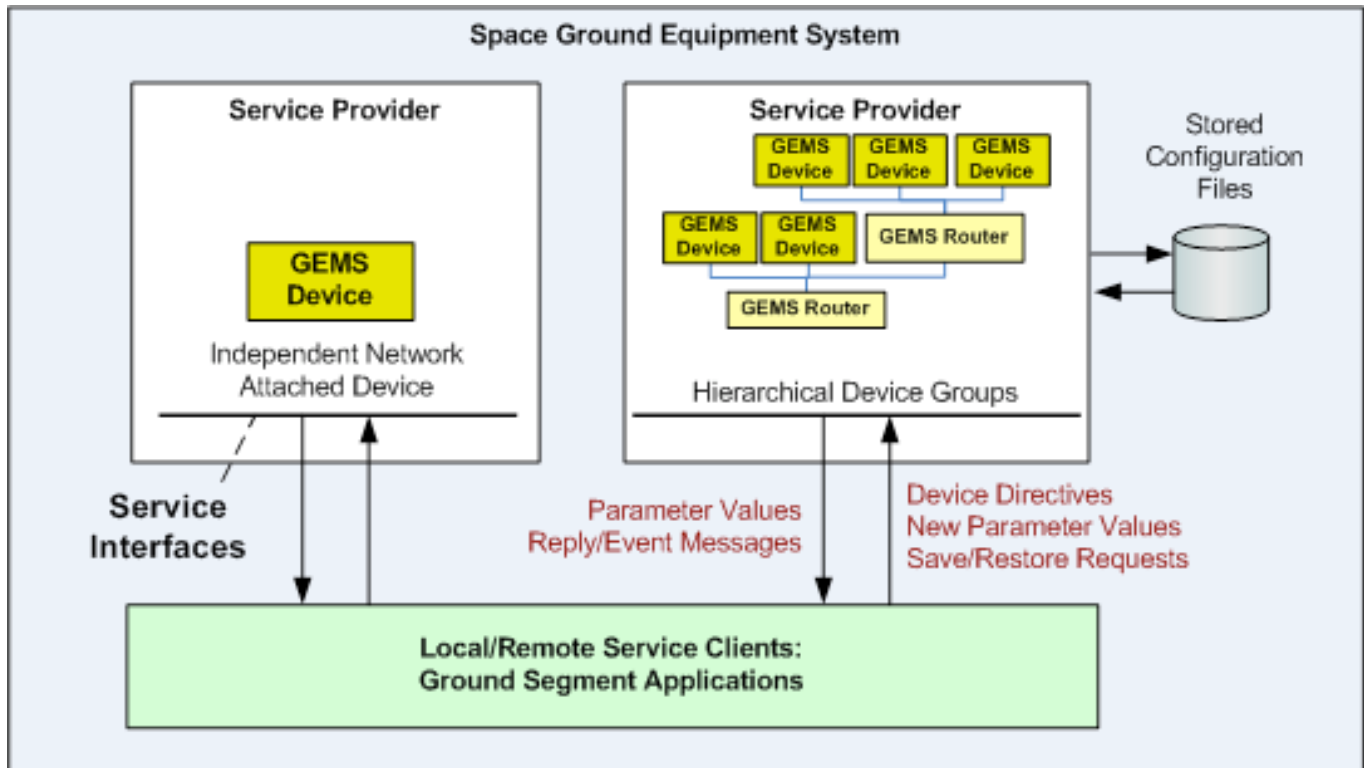 Space Ground Equipment System
Service Provider
GEMS
Device
Independent Network
Attached Device
Service
Interfaces
Service Provider
GEMS
Device
GEMS
Device
GEMS
Device
GEMS
Device
GEMS
Device
GEMS Router
GEMS Router
Hierarchical Device Groups
Stored
Configuration
Files
Parameter Values
Reply/Event Messages
Device Directives
New Parameter Values
Save/Restore Requests
Local/Remote Service Clients:
Ground Segment Applications